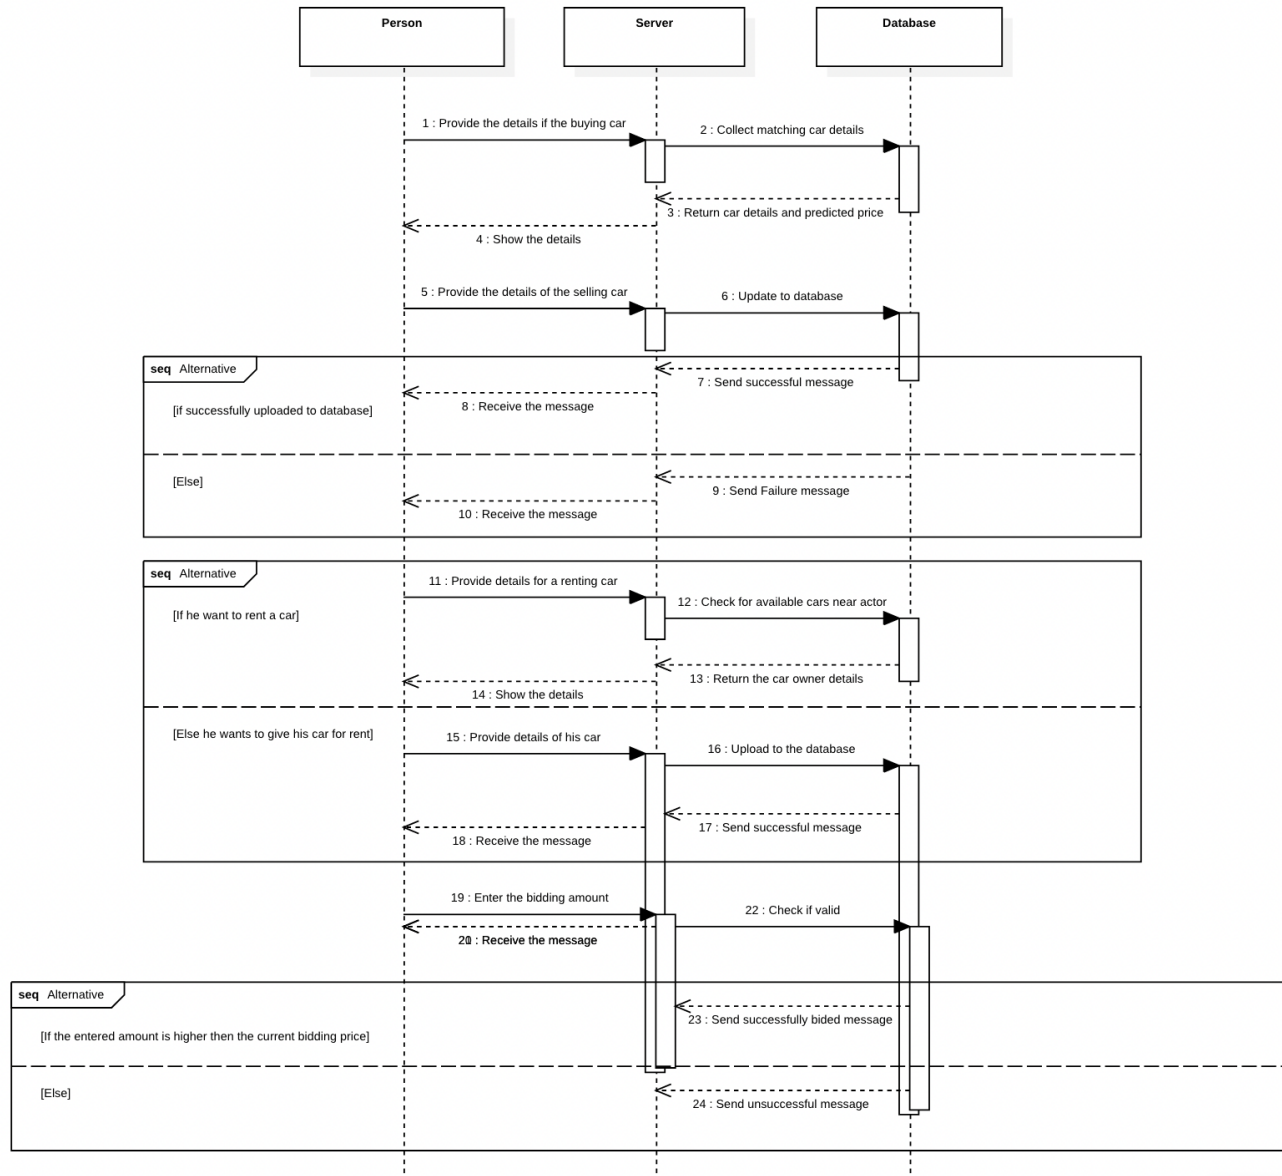 Person
Server
Database
1 : Provide the details if the buying car
2 : Collect matching car details
3 : Return car details and predicted price
4 : Show the details
5 : Provide the details of the selling car
6 : Update to database
seq Alternative
7 : Send successful message
8 : Receive the message
[if successfully uploaded to database]
[Else]
9 : Send Failure message
10 : Receive the message
seq Alternative
11 : Provide details for a renting car
12 : Check for available cars near actor
[If he want to rent a car]
13 : Return the car owner details
14 : Show the details
[Else he wants to give his car for rent]
15 : Provide details of his car
16 : Upload to the database
17 : Send successful message
18 : Receive the message
19 : Enter the bidding amount
22 : Check if valid
: Receive the message
seq Alternative
23 : Send successfully bided message
[If the entered amount is higher then the current bidding price]
[Else]
24 : Send unsuccessful message